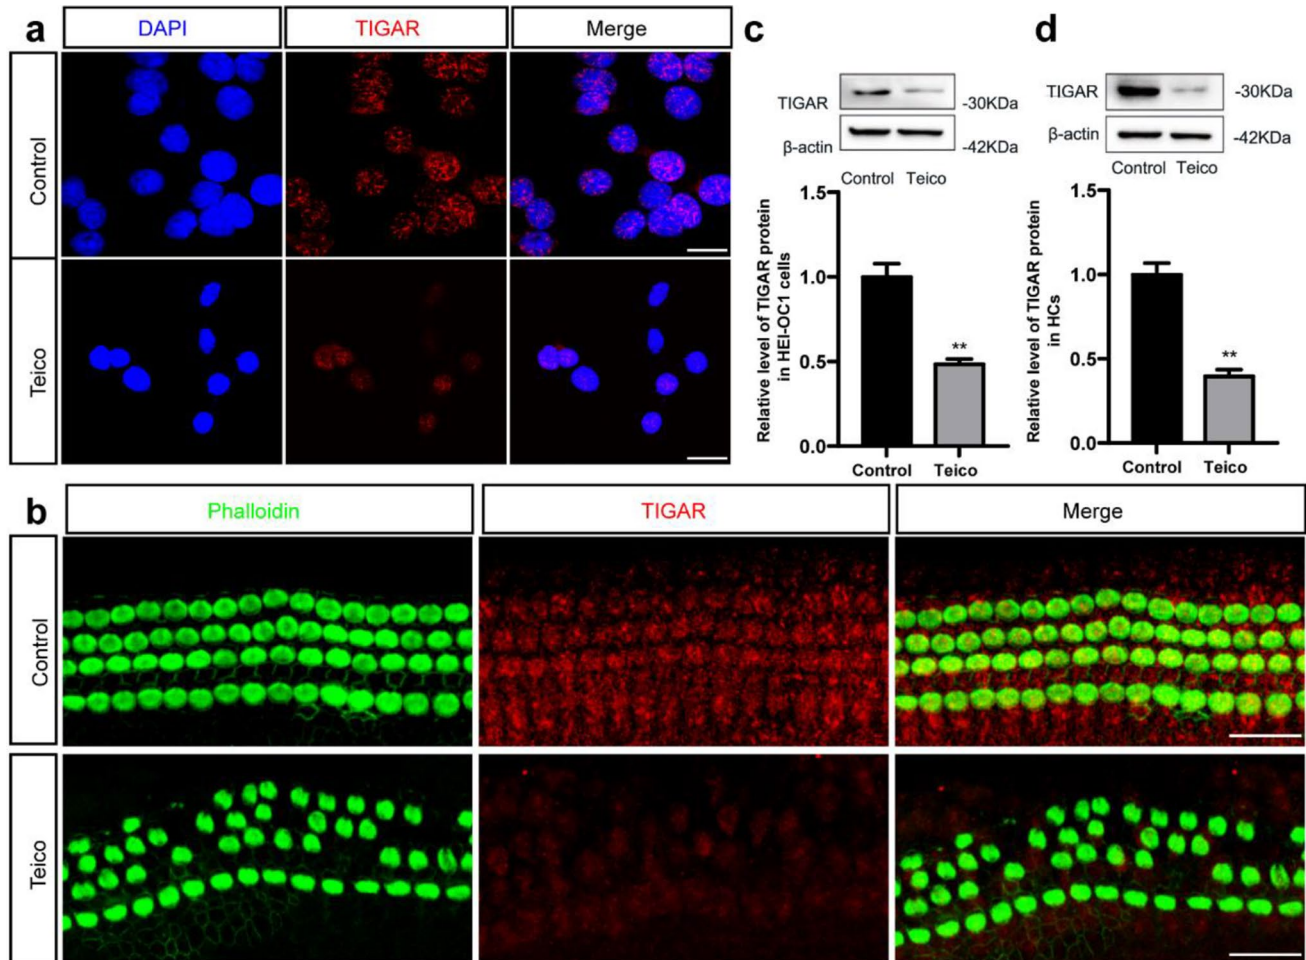 a
DAPI
TIGAR
Merge
Control
Teico
c
TIGAR
-30KDa
β-actin
-42KDa
Control Teico
Relative level of TIGAR protein
in HEI-OC1 cells
1.5
1.0
0.5
0.0
**
Control
Teico
d
TIGAR
-30KDa
β-actin
-42KDa
Control Teico
Relative level of TIGAR protein
in HCs
1.5
1.0
0.5
0.0
**
Control
Teico
b
Phalloidin
TIGAR
Merge
Control
Teico